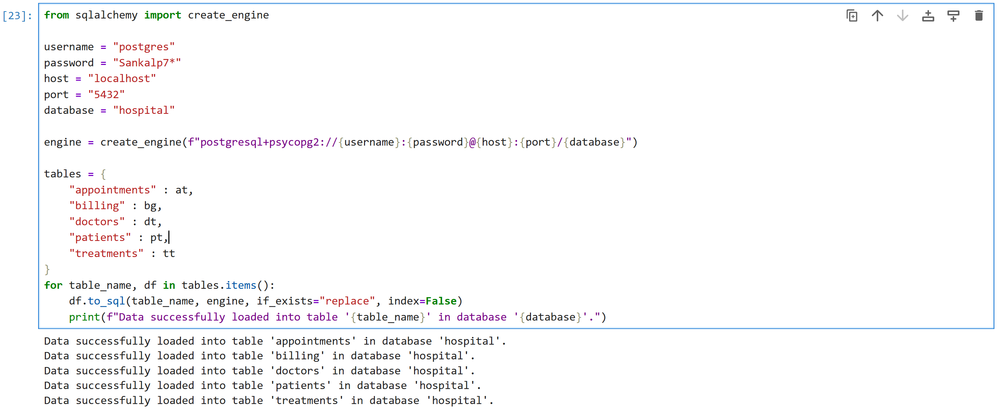 [23]: from sqlalchemy import create_engine
username = "postgres"
password = "Sankalp7*"
host = "localhost"
port = "5432"
database = "hospital"
engine = create_engine(f"postgresql+psycopg2://{username}:{password}@{host}:{port}/{database}")
tables = {
    "appointments" : at,
    "billing" : bg,
    "doctors" : dt,
    "patients" : pt,
    "treatments" : tt
}
for table_name, df in tables.items():
    df.to_sql(table_name, engine, if_exists="replace", index=False)
    print(f"Data successfully loaded into table '{table_name}' in database '{database}'.")
Data successfully loaded into table 'appointments' in database 'hospital'.
Data successfully loaded into table 'billing' in database 'hospital'.
Data successfully loaded into table 'doctors' in database 'hospital'.
Data successfully loaded into table 'patients' in database 'hospital'.
Data successfully loaded into table 'treatments' in database 'hospital'.